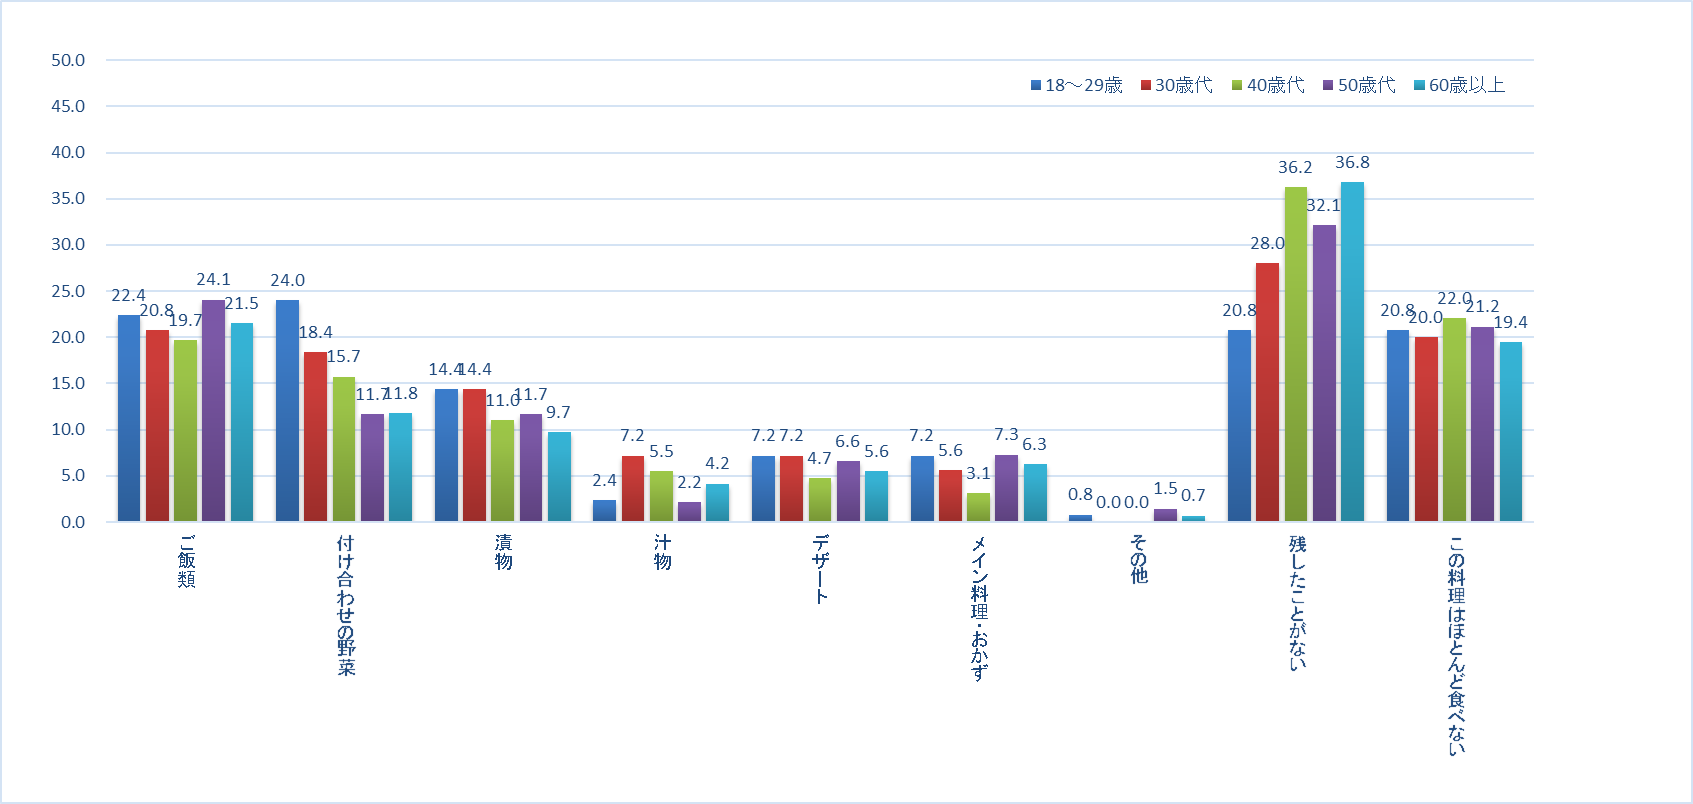 50.0
45.0
40.0
35.0
30.0
25.0
20.0
15.0
10.0
5.0
0.0
18～29歳 30歳代 40歳代 50歳代 60歳以上
22.4 20.8 19.7 24.1 21.5
24.0 18.4 15.7 11.7 11.8
14.4 14.4 11.0 11.7 9.7
2.4 7.2 5.5 2.2 4.2
7.2 7.2 4.7 6.6 5.6
7.2 5.6 3.1 7.3 6.3
0.8 0.0 0.0 1.5 0.7
20.8 28.0 36.2 32.1 36.8
20.8 20.0 22.0 21.2 19.4
ご飯類
付け合わせの野菜
漬物
汁物
デザート
メイン料理・おかず
その他
残したことがない
この料理はほとんど食べない